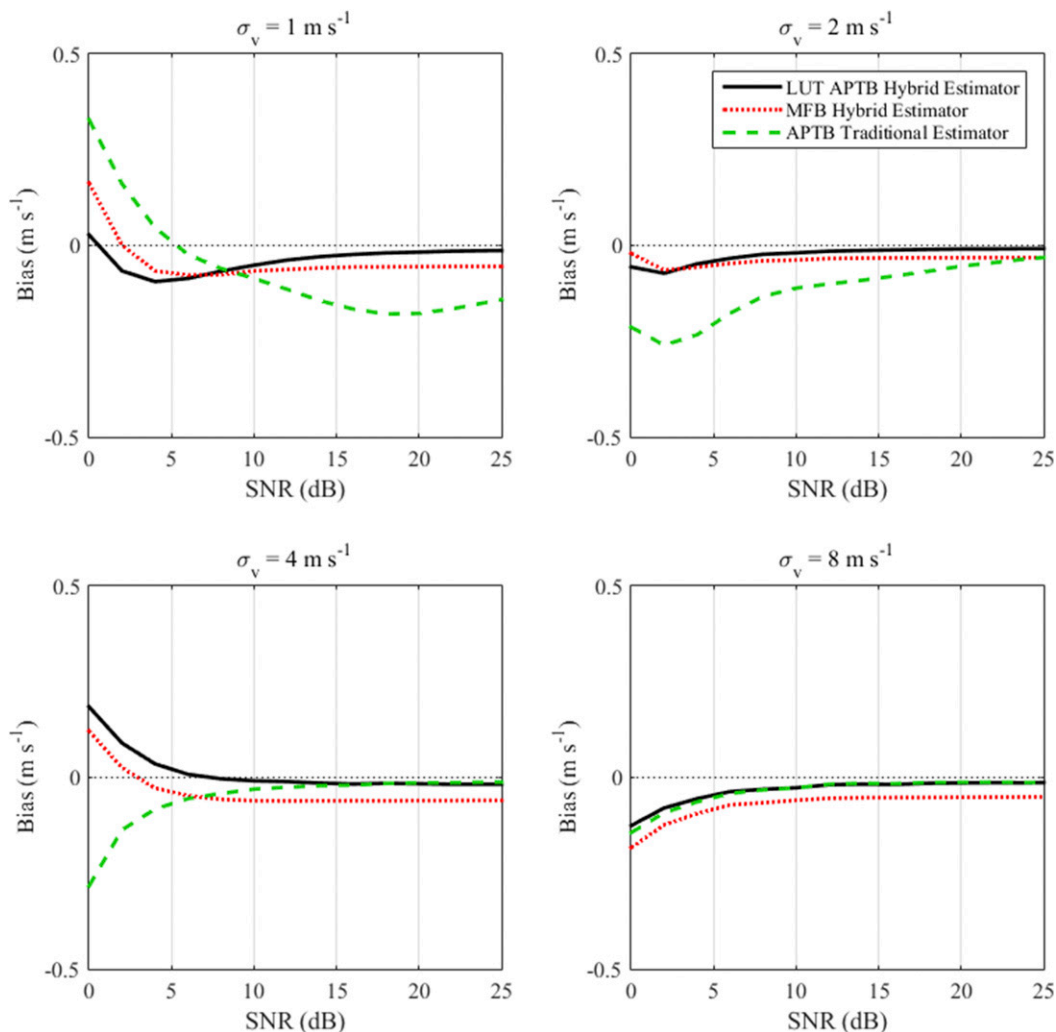 σv = 1 m s-1
0.5
0
-0.5
Bias (m s-1)
0 5 10 15 20 25
SNR (dB)
σv = 2 m s-1
LUT APTB Hybrid Estimator
MFB Hybrid Estimator
APTB Traditional Estimator
0.5
0
-0.5
Bias (m s-1)
0 5 10 15 20 25
SNR (dB)
σv = 4 m s-1
0.5
0
-0.5
Bias (m s-1)
0 5 10 15 20 25
SNR (dB)
σv = 8 m s-1
0.5
0
-0.5
Bias (m s-1)
0 5 10 15 20 25
SNR (dB)